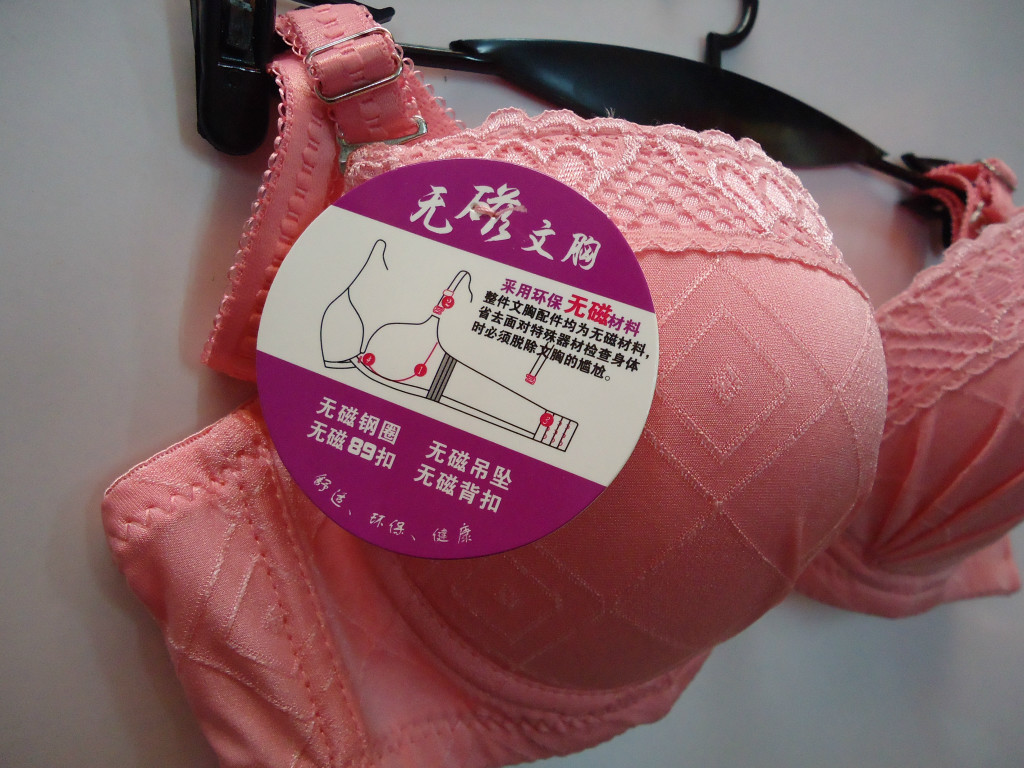 无磁文胸
采用环保 无磁材料
整件文胸配件均为无磁材料，
省去面对特殊器材检查身体
时必须脱除文胸的尴尬。
无磁钢圈
无磁89扣
无磁吊坠
无磁背扣
舒适、环保、健康